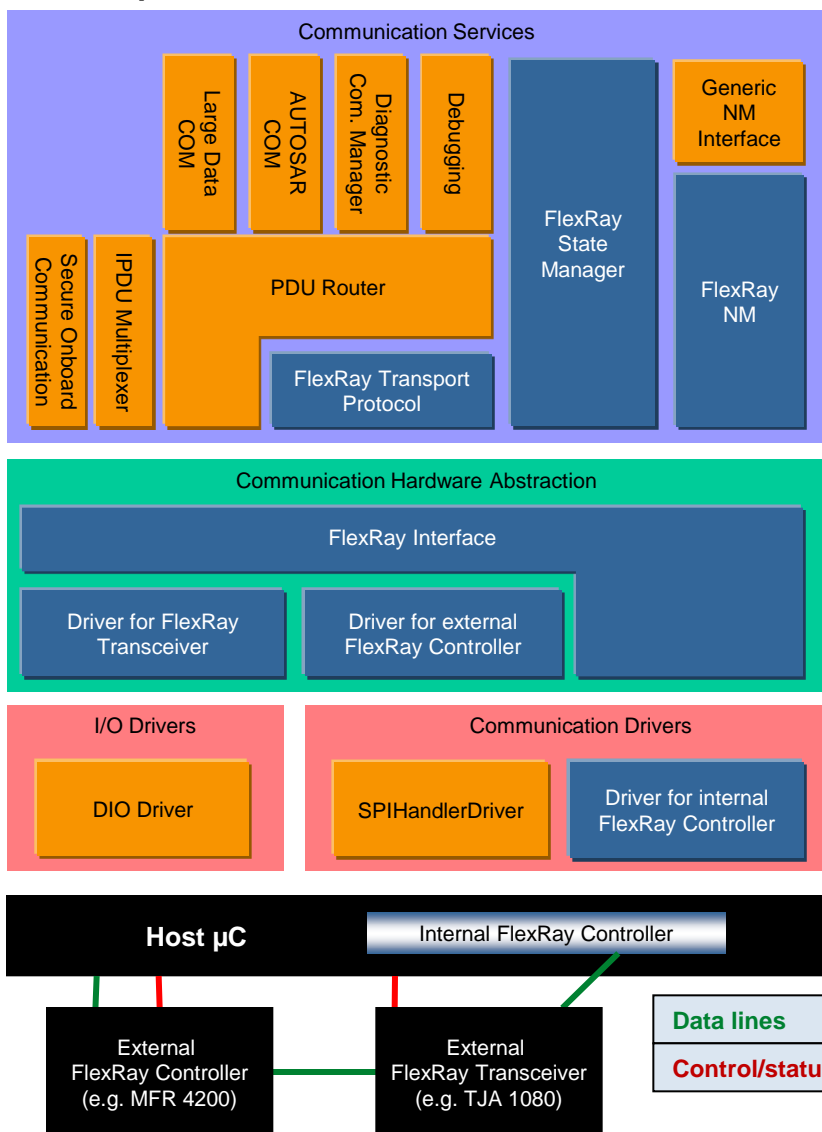 Communication Services
Large Data
COM
AUTOSAR
COM
Diagnostic
Com. Manager
Debugging
FlexRay
State
Manager
Generic
NM
Interface
FlexRay
NM
Secure Onboard
Communication
IPDU Multiplexer
PDU Router
FlexRay Transport
Protocol
Communication Hardware Abstraction
FlexRay Interface
Driver for FlexRay
Transceiver
Driver for external
FlexRay Controller
I/O Drivers
DIO Driver
Communication Drivers
SPIHandlerDriver
Driver for internal
FlexRay Controller
Host µC
Internal FlexRay Controller
External
FlexRay Controller
(e.g. MFR 4200)
External
FlexRay Transceiver
(e.g. TJA 1080)
Data lines
Control/statu